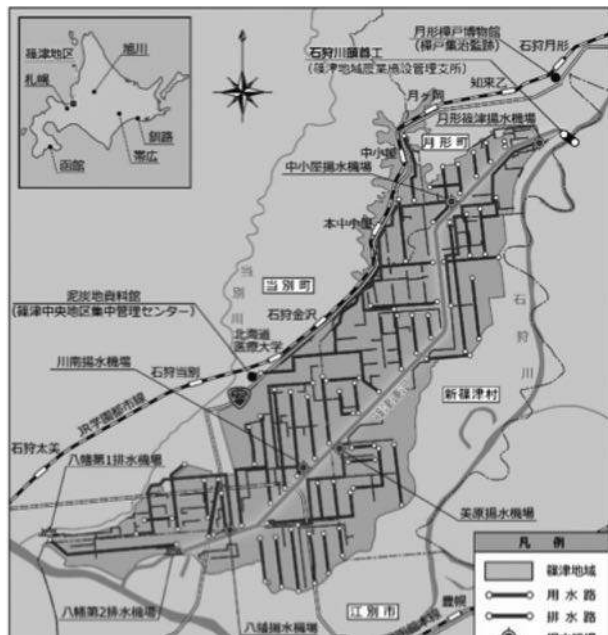 篠津地区
旭川
札幌
釧路
帯広
函館
月形樺戸博物館
(樺戸集治監跡)
石狩月形
石狩川頭首工
(篠津地域農業施設管理支所)
知来乙
月ヶ岡
月形篠津揚水機場
月形町
中小屋
中小屋揚水機場
本中小屋
当別川
当別町
泥炭地資料館
(篠津中央地区集中管理センター)
石狩金沢
北海道
医療大学
石狩川
川南揚水機場
石狩当別
新篠津村
JR学園都市線
石狩太美
八幡第1排水機場
美原揚水機場
凡例
篠津地域
用水路
排水路
八幡第2排水機場
江別市
豊幌
八幡揚水機場